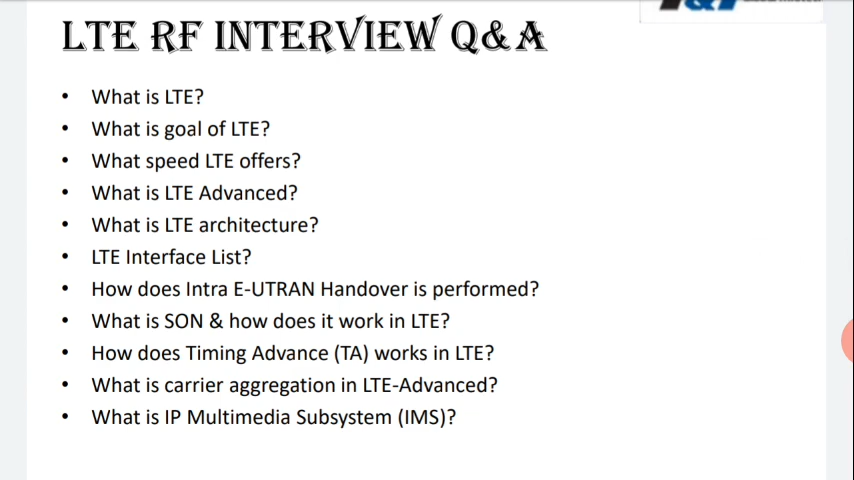 LTE RF INTERVIEW Q&A
• What is LTE?
• What is goal of LTE?
• What speed LTE offers?
• What is LTE Advanced?
• What is LTE architecture?
• LTE Interface List?
• How does Intra E-UTRAN Handover is performed?
• What is SON & how does it work in LTE?
• How does Timing Advance (TA) works in LTE?
• What is carrier aggregation in LTE-Advanced?
• What is IP Multimedia Subsystem (IMS)?